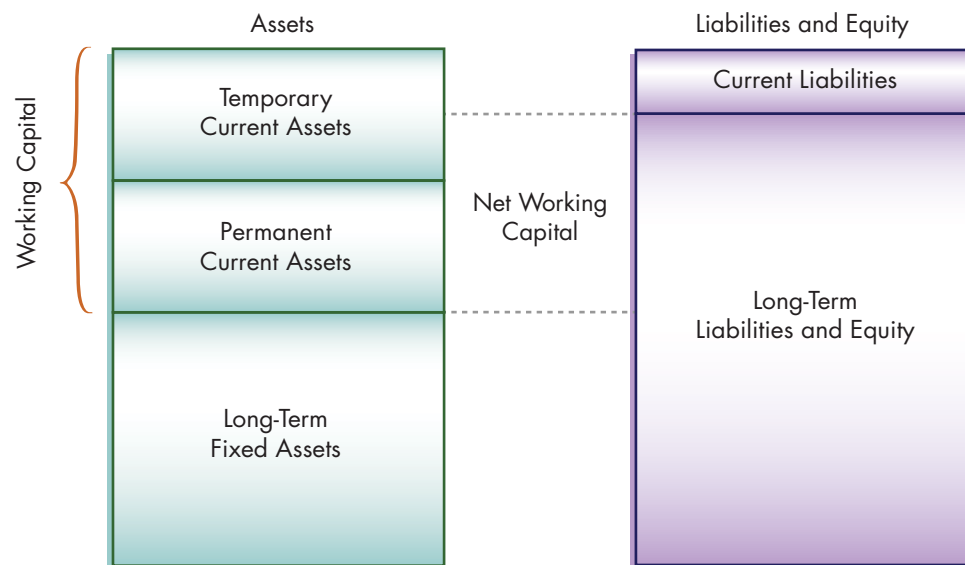 Assets
Liabilities and Equity
Working Capital
Temporary
Current Assets
Current Liabilities
Net Working
Capital
Permanent
Current Assets
Long-Term
Liabilities and Equity
Long-Term
Fixed Assets